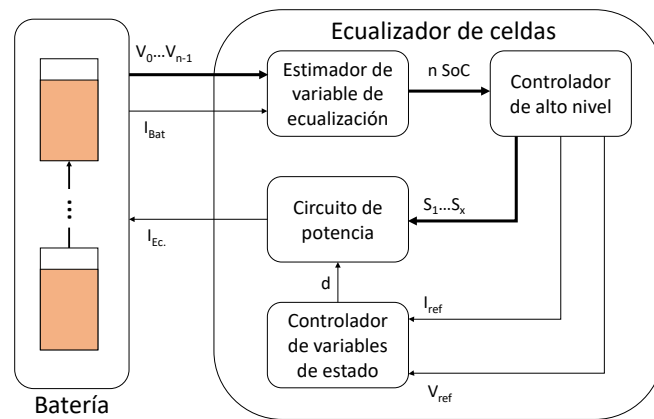 Ecualizador de celdas
V0...Vn-1
Estimador de
variable de
ecualización
n SoC
Controlador
de alto nivel
IBat
S1...Sx
Circuito de
potencia
IEc.
d
Iref
Controlador
de variables
de estado
Vref
Batería